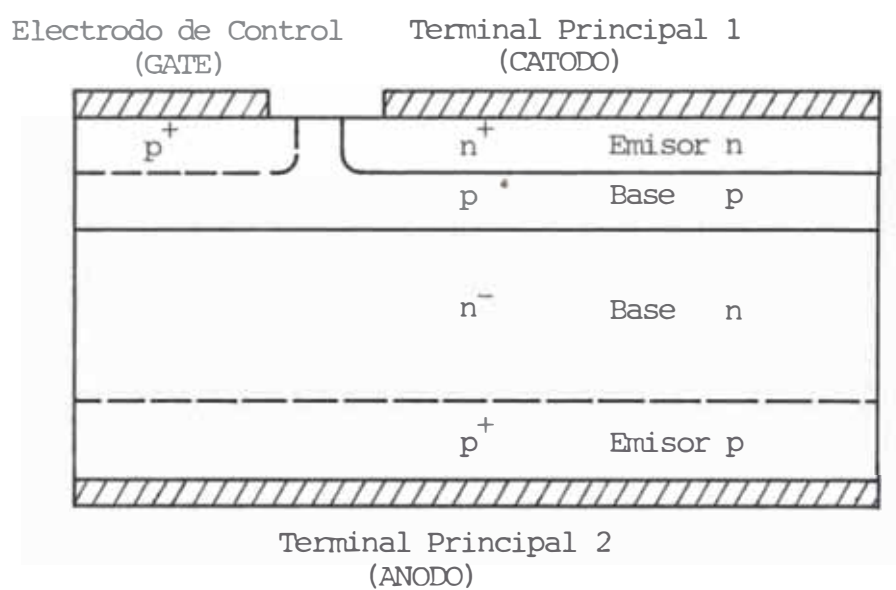 Electrodo de Control
(GATE)
Terminal Principal 1
(CATODO)
p+
n+ Emisor n
p Base p
n- Base n
p+ Emisor p
Terminal Principal 2
(ANODO)